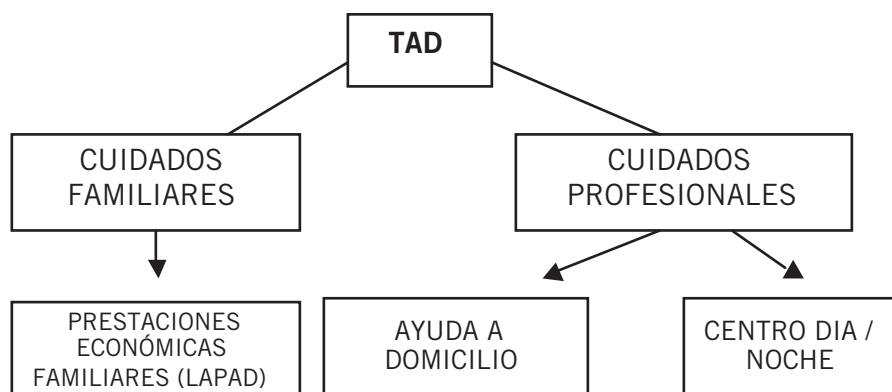 TAD
CUIDADOS
FAMILIARES
CUIDADOS
PROFESIONALES
PRESTACIONES
ECONÓMICAS
FAMILIARES (LAPAD)
AYUDA A
DOMICILIO
CENTRO DIA /
NOCHE